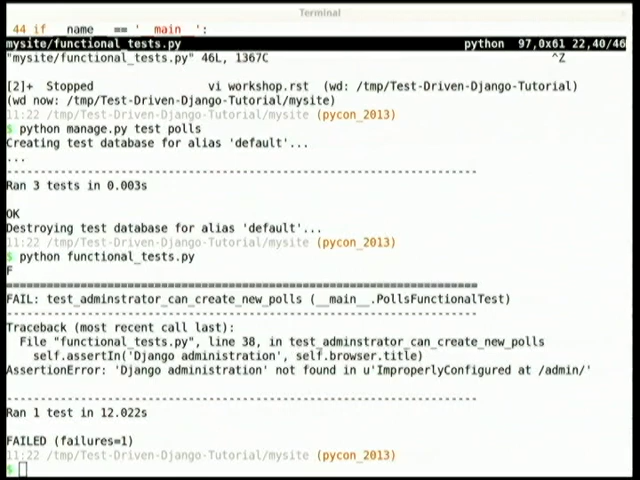 Terminal
44 if __name__ == '__main__':
mysite/functional_tests.py python 97,0x61 22,40/46
"mysite/functional_tests.py" 46L, 1367C ^Z
[2]+ Stopped vi workshop.rst (wd: /tmp/Test-Driven-Django-Tutorial)
(wd now: /tmp/Test-Driven-Django-Tutorial/mysite)
11:22 /tmp/Test-Driven-Django-Tutorial/mysite (pycon_2013)
$ python manage.py test polls
Creating test database for alias 'default'...
...
----------------------------------------------------------------------
Ran 3 tests in 0.003s
OK
Destroying test database for alias 'default'...
11:22 /tmp/Test-Driven-Django-Tutorial/mysite (pycon_2013)
$ python functional_tests.py
F
======================================================================
FAIL: test_adminstrator_can_create_new_polls (__main__.PollsFunctionalTest)
----------------------------------------------------------------------
Traceback (most recent call last):
File "functional_tests.py", line 38, in test_adminstrator_can_create_new_polls
self.assertIn('Django administration', self.browser.title)
AssertionError: 'Django administration' not found in u'ImproperlyConfigured at /admin/'
----------------------------------------------------------------------
Ran 1 test in 12.022s
FAILED (failures=1)
11:22 /tmp/Test-Driven-Django-Tutorial/mysite (pycon_2013)
$